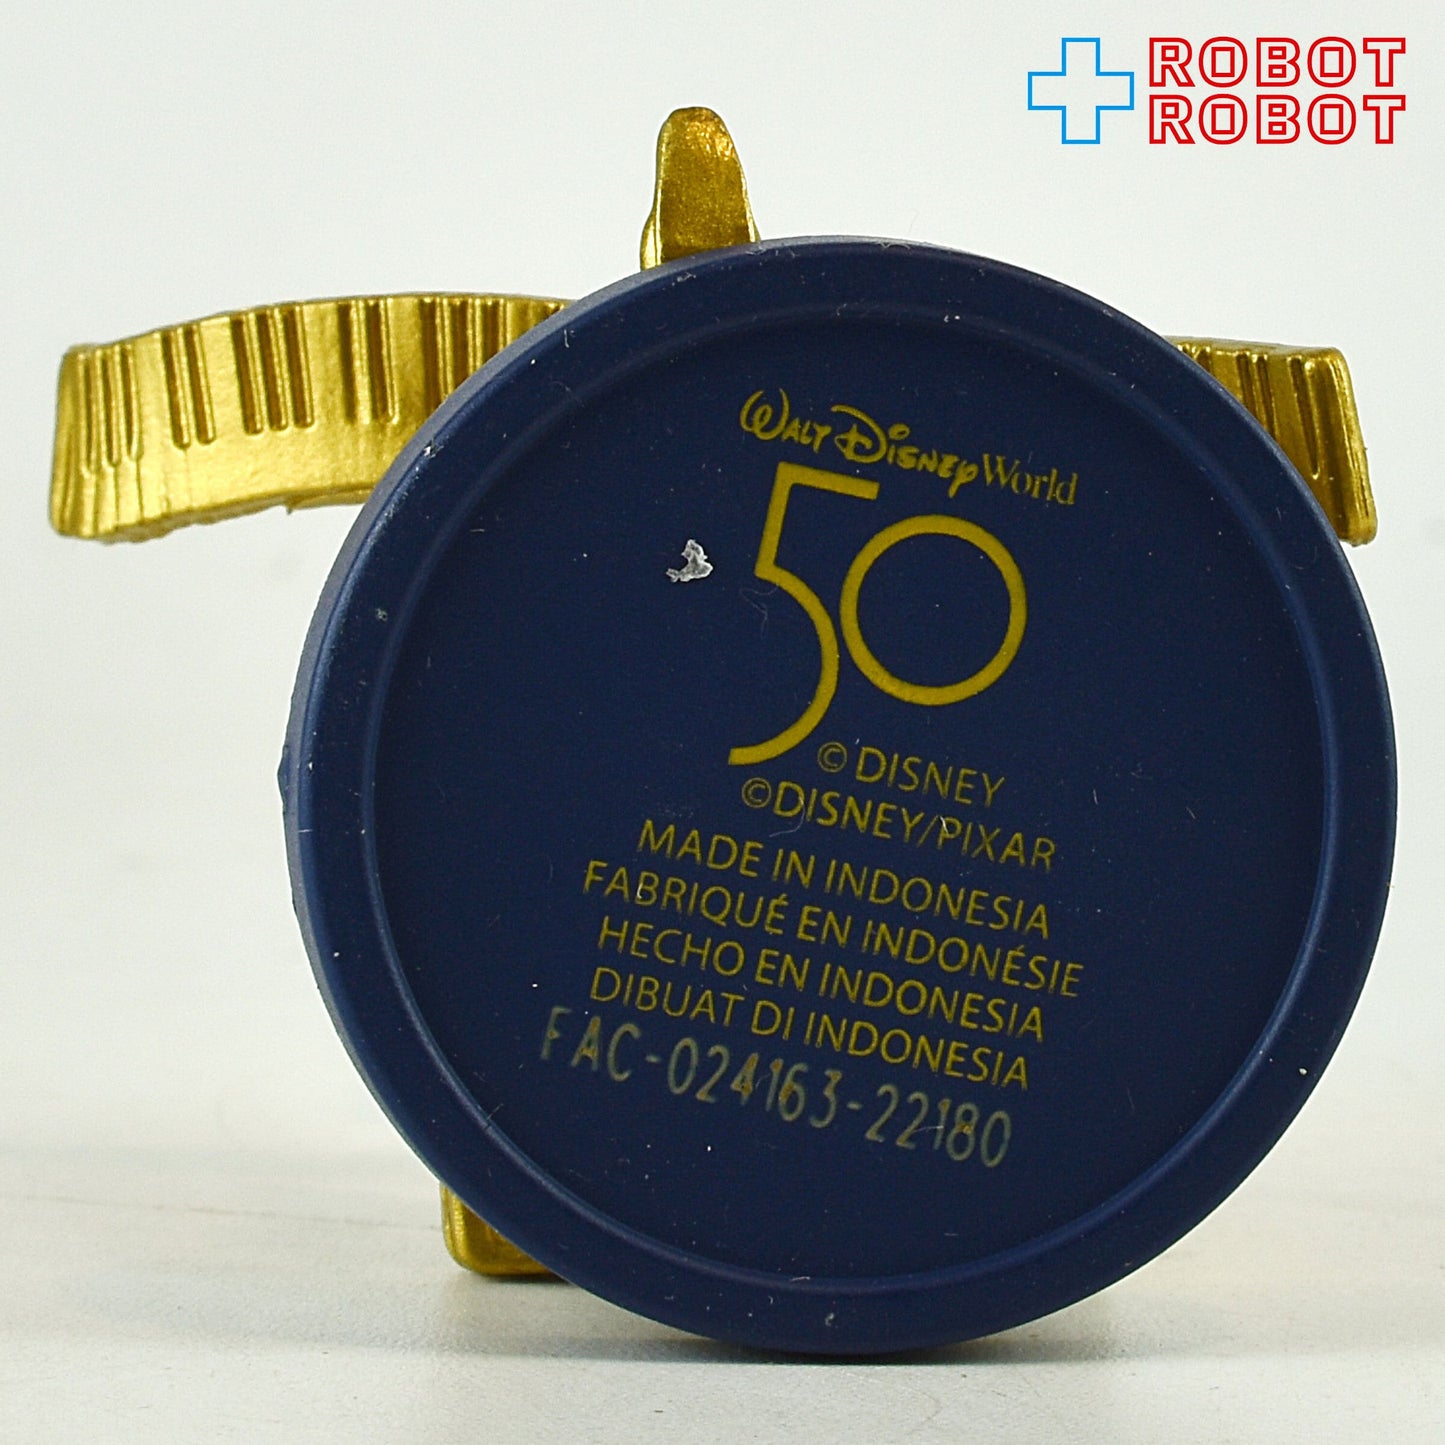 ROBOT
ROBOT
WALT DISNEY World
50
© DISNEY
©DISNEY/PIXAR
MADE IN INDONESIA
FABRIQUÉ EN INDONÉSIE
HECHO EN INDONESIA
DIBUAT DI INDONESIA
FAC-024163-22180